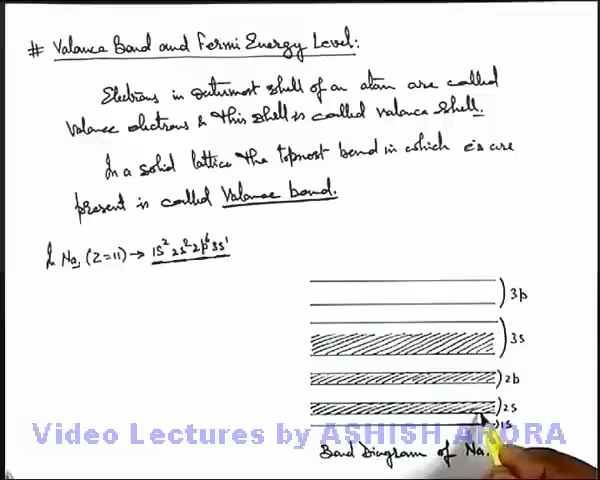 # Valance Band and Fermi Energy Level:
Electrons in outermost shell of an atom are called
Valance electrons & this shell is called valance shell.
In a solid lattice the topmost band in which e⁻s are
present is called Valance band.
In Na (Z=11) → 1S² 2S² 2p⁶ 3S¹
3p
3s
2p
2s
1s
Video Lectures by ASHISH ARORA
Band Diagram of Na.